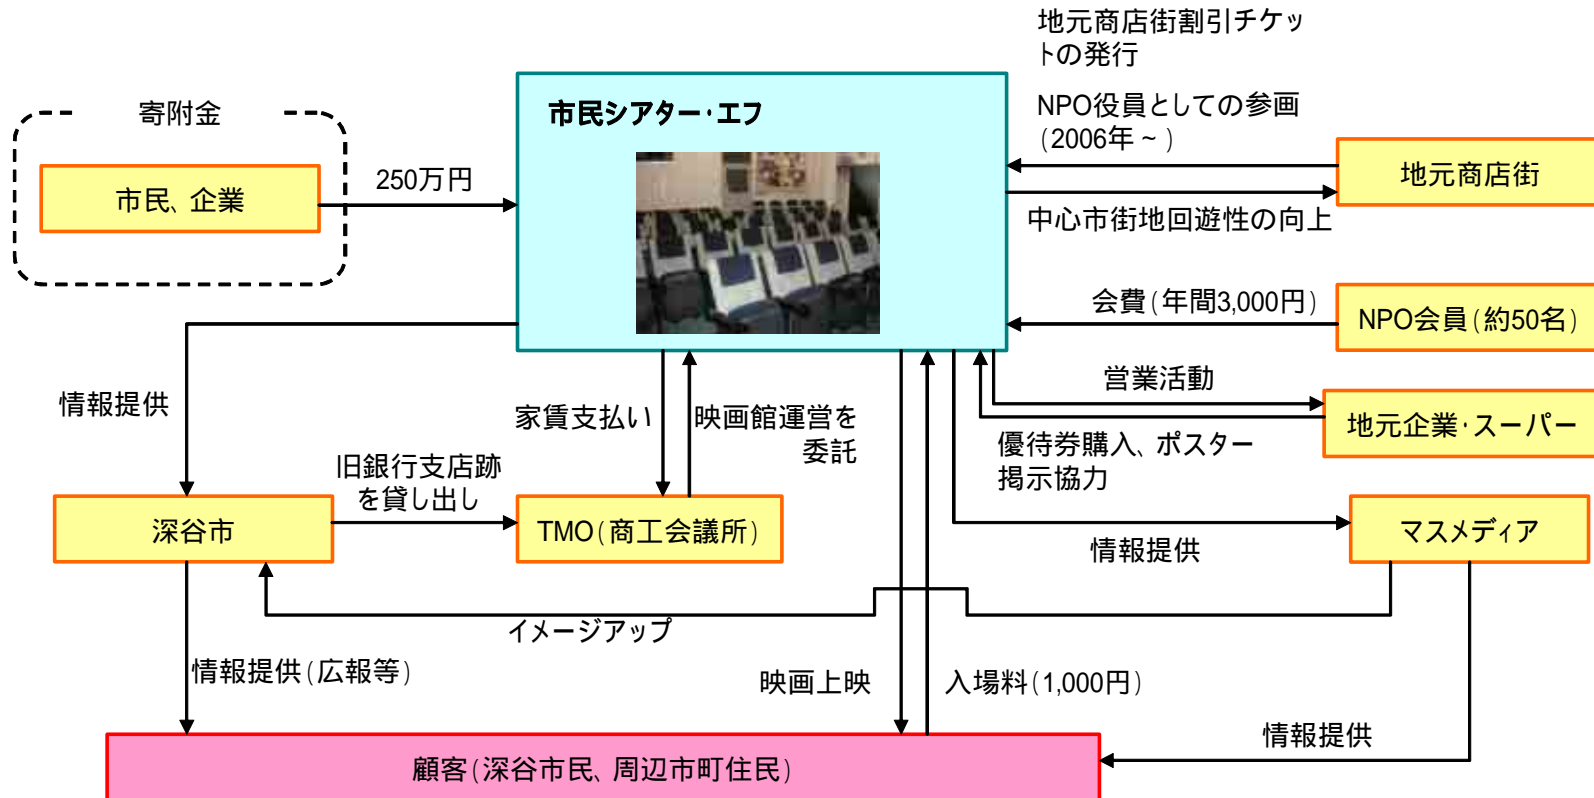 地元商店街割引チケッ
トの発行
寄附金
市民シアター・エフ
NPO役員としての参画
(2006年~)
市民、企業
250万円
地元商店街
中心市街地回遊性の向上
会費(年間3,000円)
NPO会員(約50名)
情報提供
家賃支払い
映画館運営を
委託
営業活動
地元企業・スーパー
優待券購入、ポスター
掲示協力
旧銀行支店跡
を貸し出し
深谷市
TMO(商工会議所)
マスメディア
情報提供
イメージアップ
情報提供(広報等)
映画上映
入場料(1,000円)
情報提供
顧客(深谷市民、周辺市町住民)